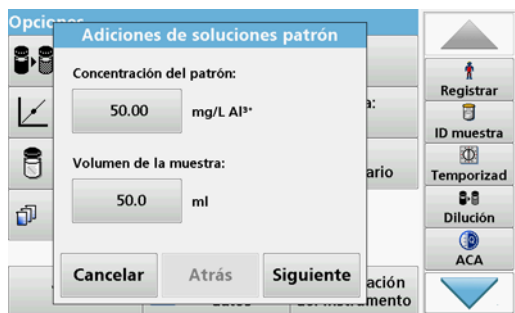 Opciones
Adiciones de soluciones patrón
Concentración del patrón:
50.00 mg/L Al³⁺
Volumen de la muestra:
50.0 ml
Cancelar
Atrás
Siguiente
a:
ario
ación
Registrar
ID muestra
Temporizad
Dilución
ACA